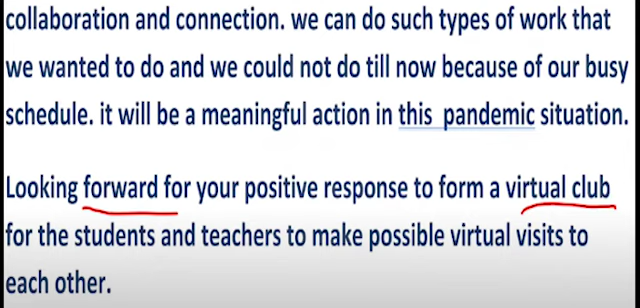 collaboration and connection. we can do such types of work that
we wanted to do and we could not do till now because of our busy
schedule. it will be a meaningful action in this pandemic situation.
Looking forward for your positive response to form a virtual club
for the students and teachers to make possible virtual visits to
each other.